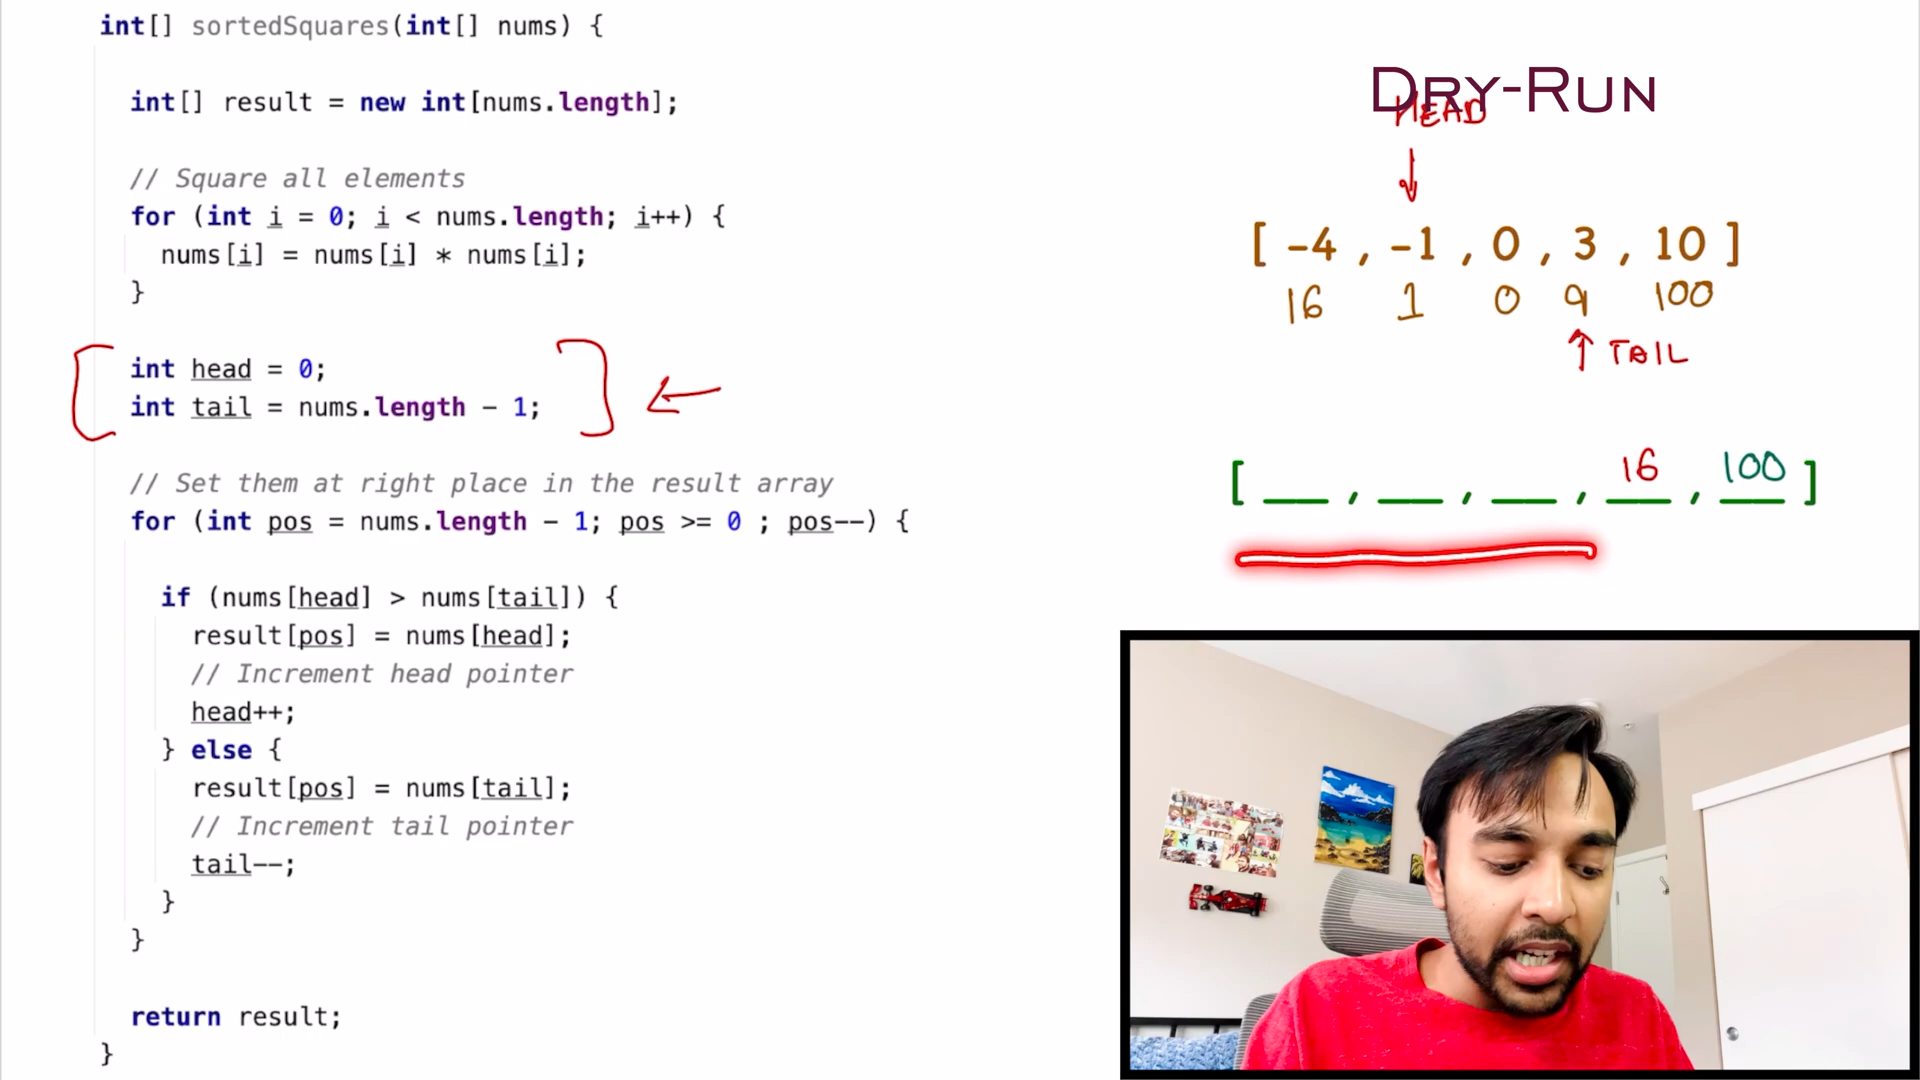 int[] sortedSquares(int[] nums) {
int[] result = new int[nums.length];
// Square all elements
for (int i = 0; i < nums.length; i++) {
nums[i] = nums[i] * nums[i];
}
int head = 0;
int tail = nums.length - 1;
// Set them at right place in the result array
for (int pos = nums.length - 1; pos >= 0 ; pos--) {
if (nums[head] > nums[tail]) {
result[pos] = nums[head];
// Increment head pointer
head++;
} else {
result[pos] = nums[tail];
// Increment tail pointer
tail--;
}
}
return result;
}
DRY-RUN
HEAD
[ -4 , -1 , 0 , 3 , 10 ]
16 1 0 9 100
↑ TAIL
16 100
[ __ , __ , __ , __ , __ ]